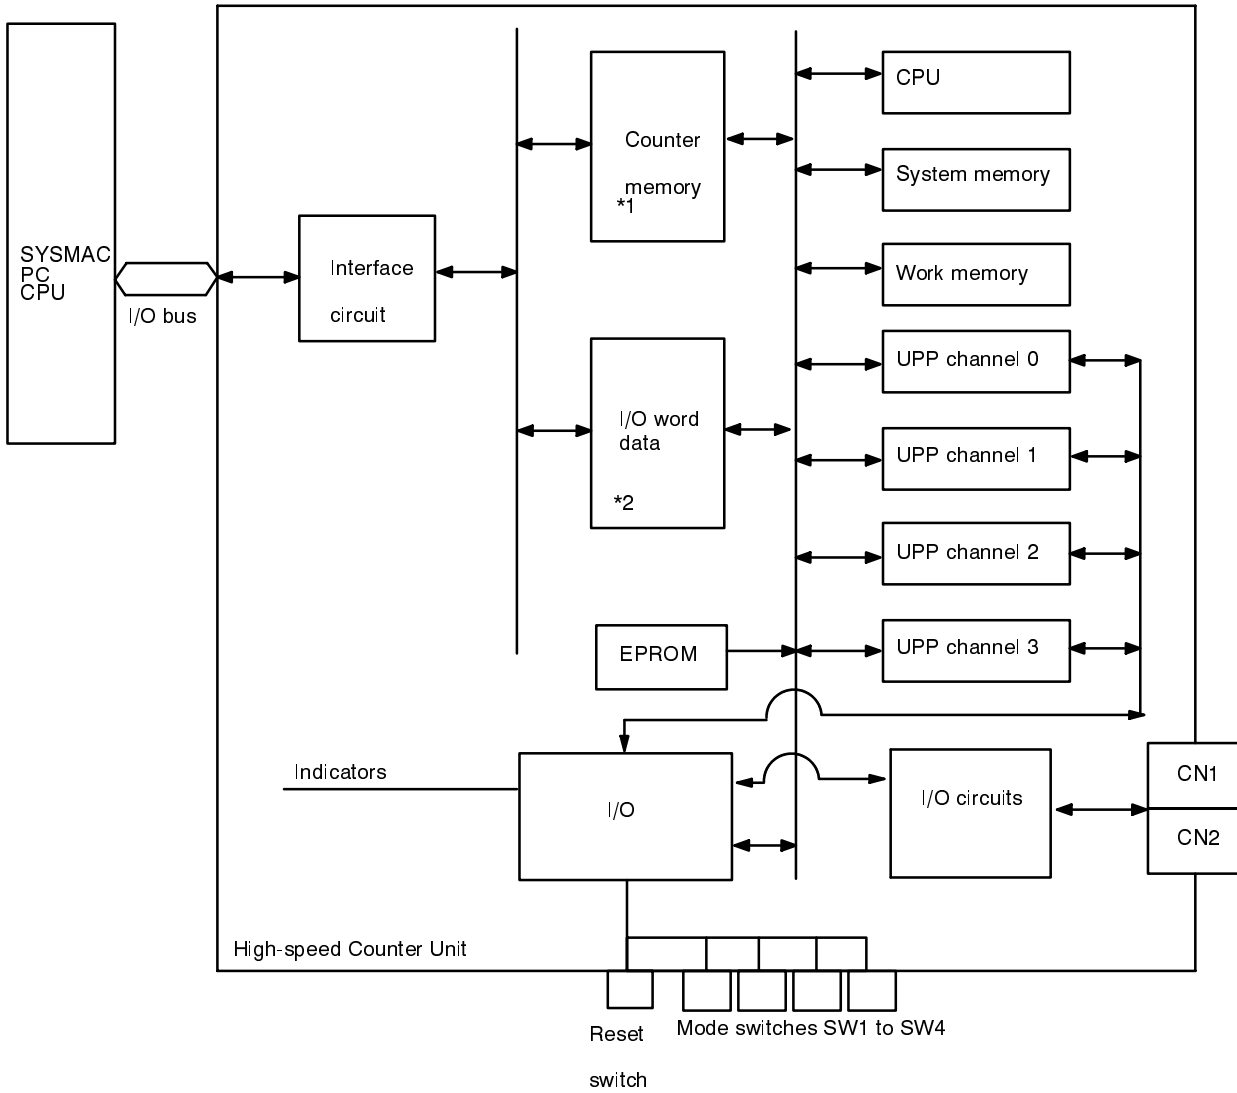 SYSMAC
PC
CPU
I/O bus
Interface
circuit
Counter
memory
*1
I/O word
data
*2
EPROM
CPU
System memory
Work memory
UPP channel 0
UPP channel 1
UPP channel 2
UPP channel 3
Indicators
I/O
I/O circuits
CN1
CN2
High-speed Counter Unit
Reset
switch
Mode switches SW1 to SW4